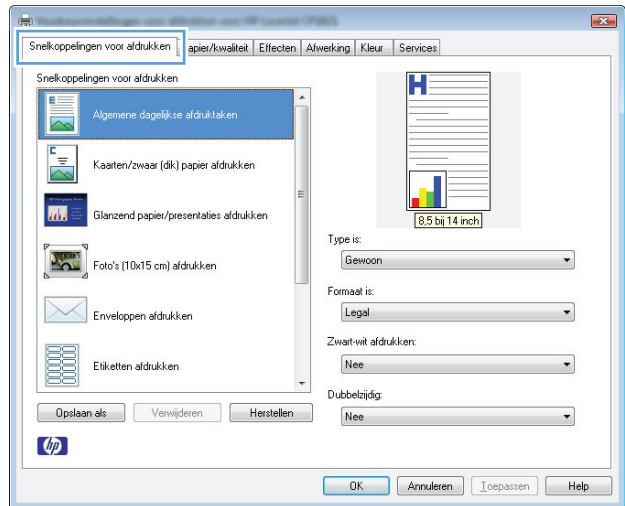 Snelkoppelingen voor afdrukken
apier/kwaliteit
Effecten
Afwerking
Kleur
Services
Snelkoppelingen voor afdrukken
Algemene dagelijkse afdruktaken
Kaarten/zwaar (dik) papier afdrukken
Glanzend papier/presentaties afdrukken
Foto's (10x15 cm) afdrukken
Enveloppen afdrukken
Etiketten afdrukken
Opslaan als
Verwijderen
Herstellen
hp
8,5 bij 14 inch
Type is:
Gewoon
Formaat is:
Legal
Zwart-wit afdrukken:
Nee
Dubbelzijdig:
Nee
OK
Annuleren
Toepassen
Help